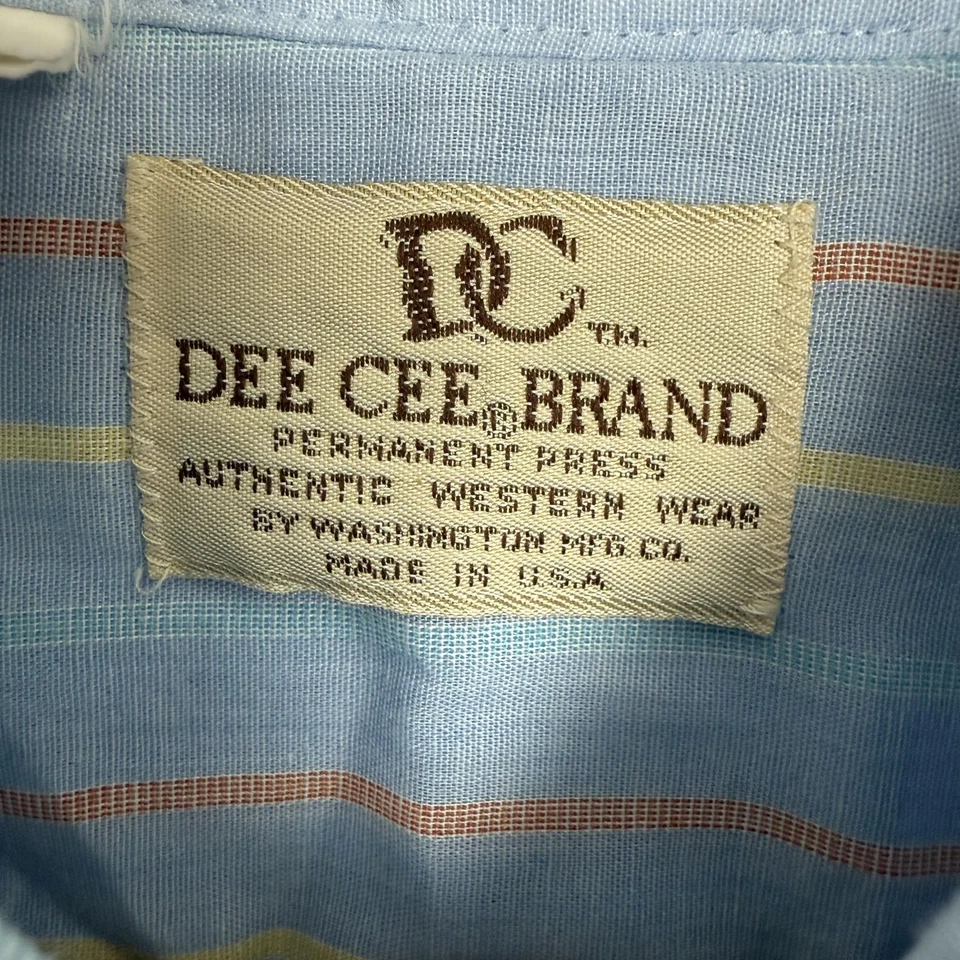 DC TM.
DEE CEE® BRAND
PERMANENT PRESS
AUTHENTIC WESTERN WEAR
BY WASHINGTON MFG CO.
MADE IN U.S.A.